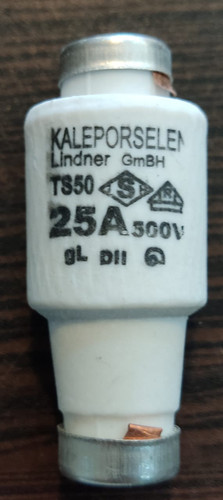 KALEPORSELEN
Lindner GmBH
TS50 S
25A 500V
gL DII